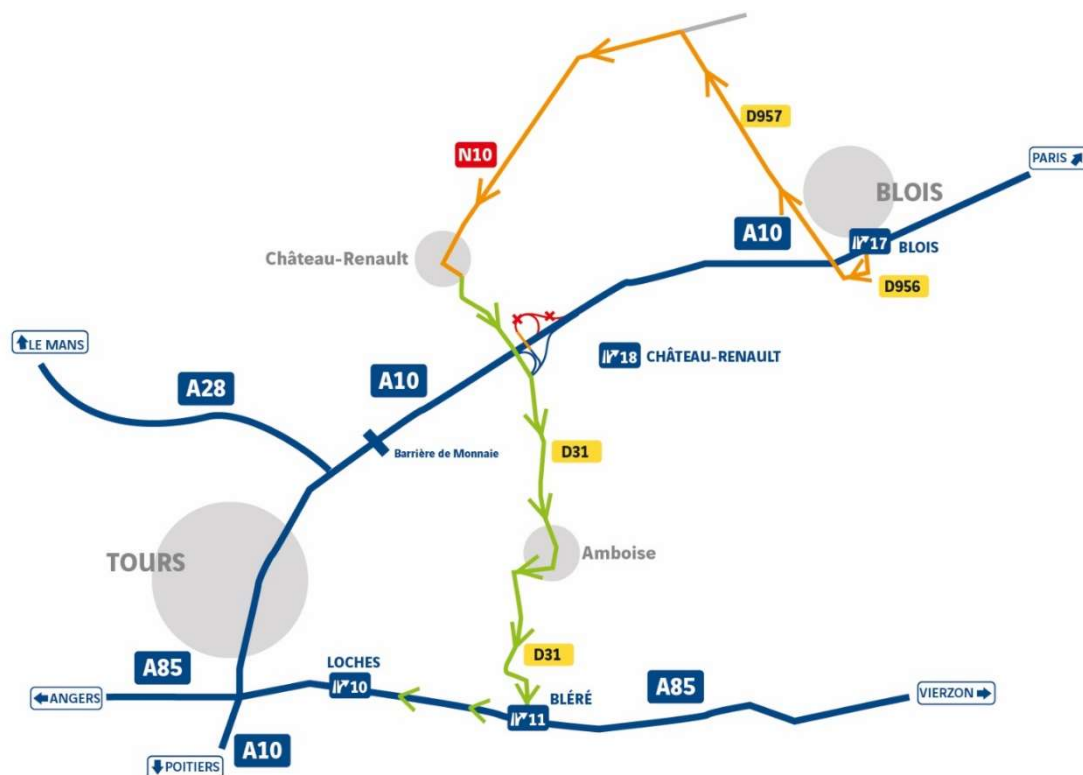 D957
N10
PARIS
BLOIS
A10
17 BLOIS
D956
Château-Renault
18 CHÂTEAU-RENAULT
LE MANS
A28
A10
Barrière de Monnaie
D31
TOURS
Amboise
D31
A85
LOCHES
10
BLÉRÉ
11
A85
ANGERS
VIERZON
A10
POITIERS